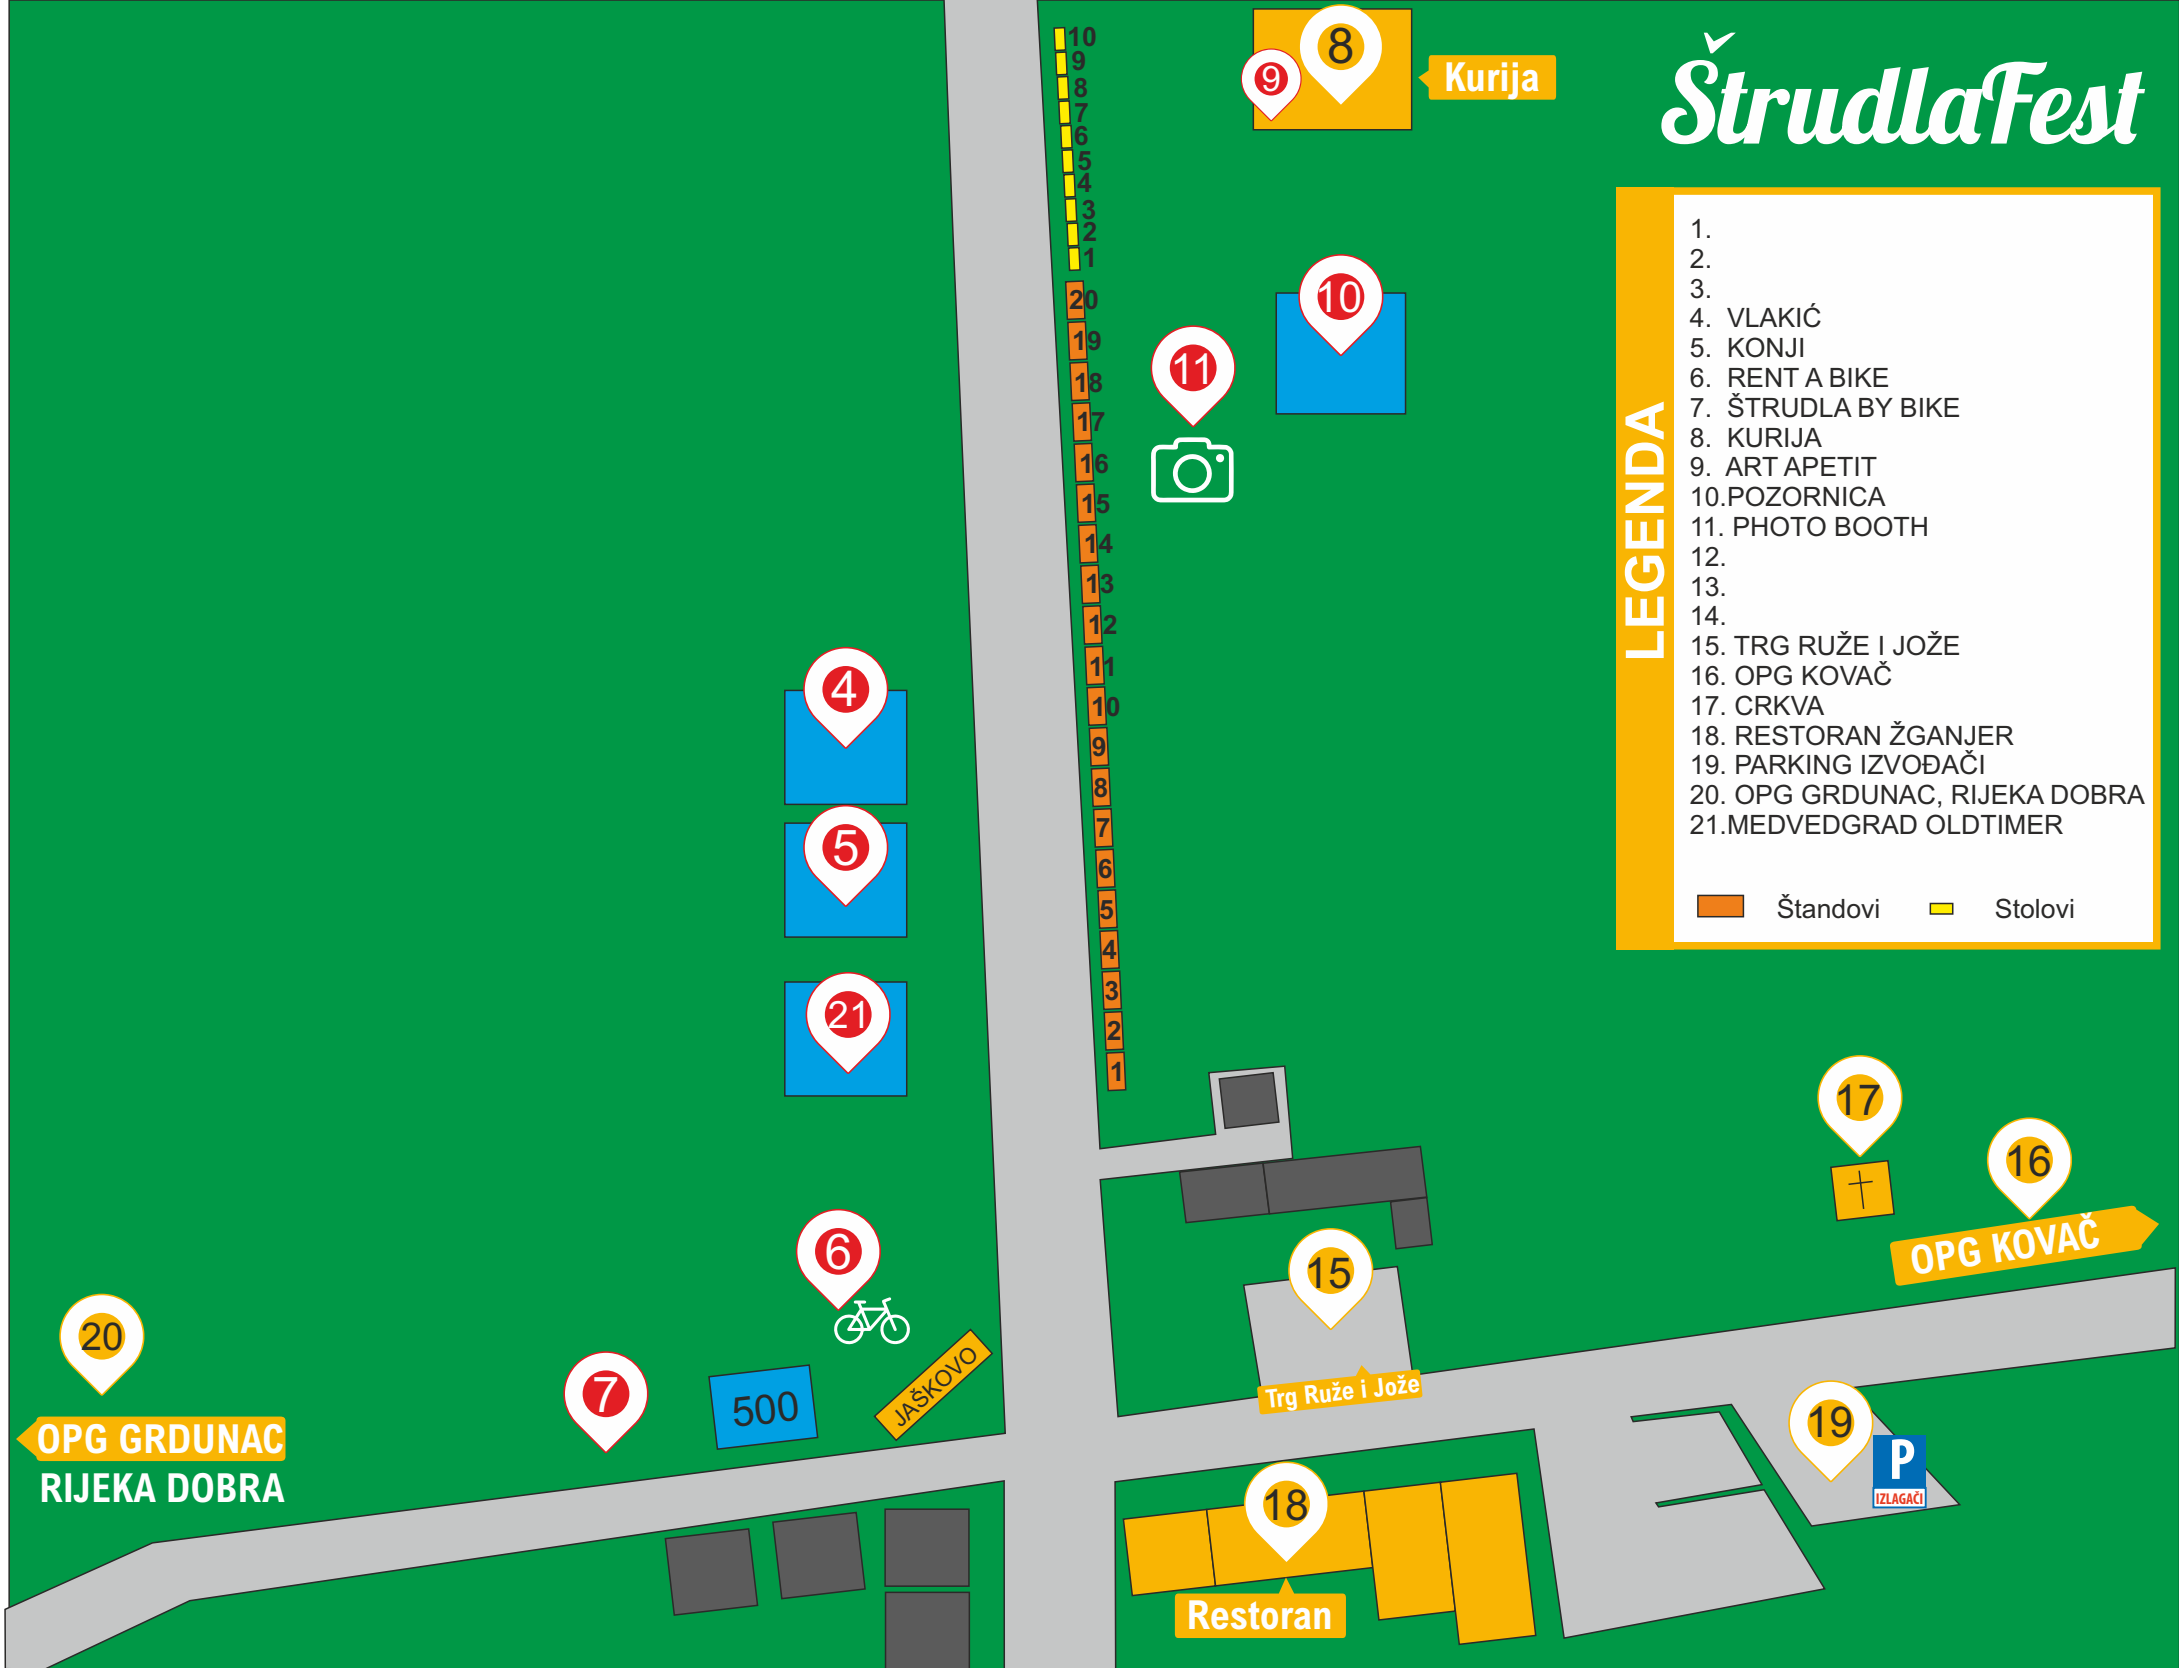 ŠtrudlaFest
10
9
8
7
6
5
4
3
2
1
20
19
18
17
16
15
14
13
12
11
10
9
8
7
6
5
4
3
2
1
8
9
Kurija
10
11
4
5
21
6
7
500
JAŠKOVO
20
OPG GRDUNAC
RIJEKA DOBRA
15
Trg Ruže i Jože
17
16
OPG KOVAČ
18
Restoran
19
P
IZLAGAČI
LEGENDA
1.
2.
3.
4. VLAKIĆ
5. KONJI
6. RENT A BIKE
7. ŠTRUDLA BY BIKE
8. KURIJA
9. ART APETIT
10.POZORNICA
11. PHOTO BOOTH
12.
13.
14.
15. TRG RUŽE I JOŽE
16. OPG KOVAČ
17. CRKVA
18. RESTORAN ŽGANJER
19. PARKING IZVOĐAČI
20. OPG GRDUNAC, RIJEKA DOBRA
21.MEDVEDGRAD OLDTIMER
Štandovi Stolovi